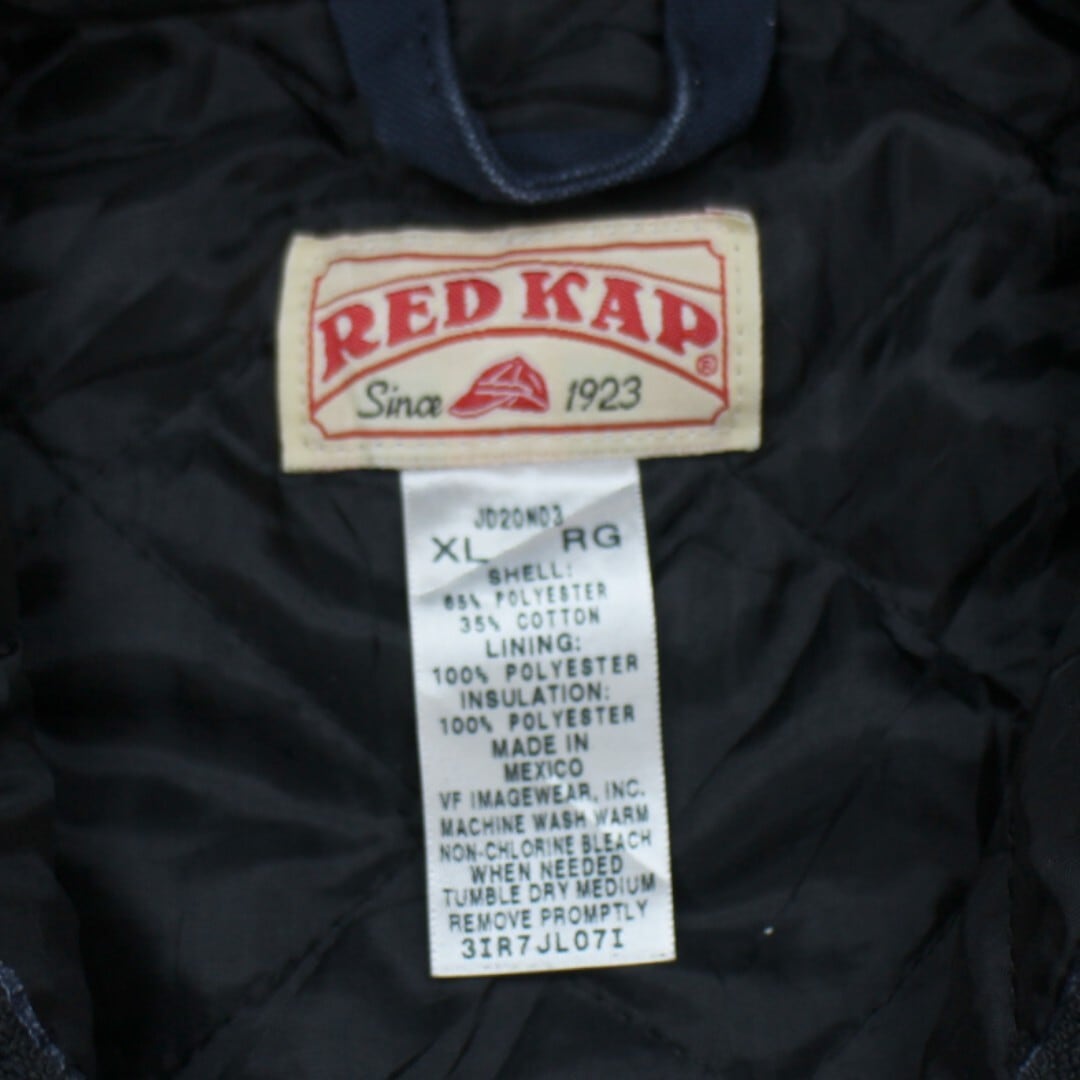 RED KAP®
Since 1923
JD20ND3
XL RG
SHELL:
65% POLYESTER
35% COTTON
LINING:
100% POLYESTER
INSULATION:
100% POLYESTER
MADE IN
MEXICO
VF IMAGEWEAR, INC.
MACHINE WASH WARM
NON-CHLORINE BLEACH
WHEN NEEDED
TUMBLE DRY MEDIUM
REMOVE PROMPTLY
3IR7JL07I